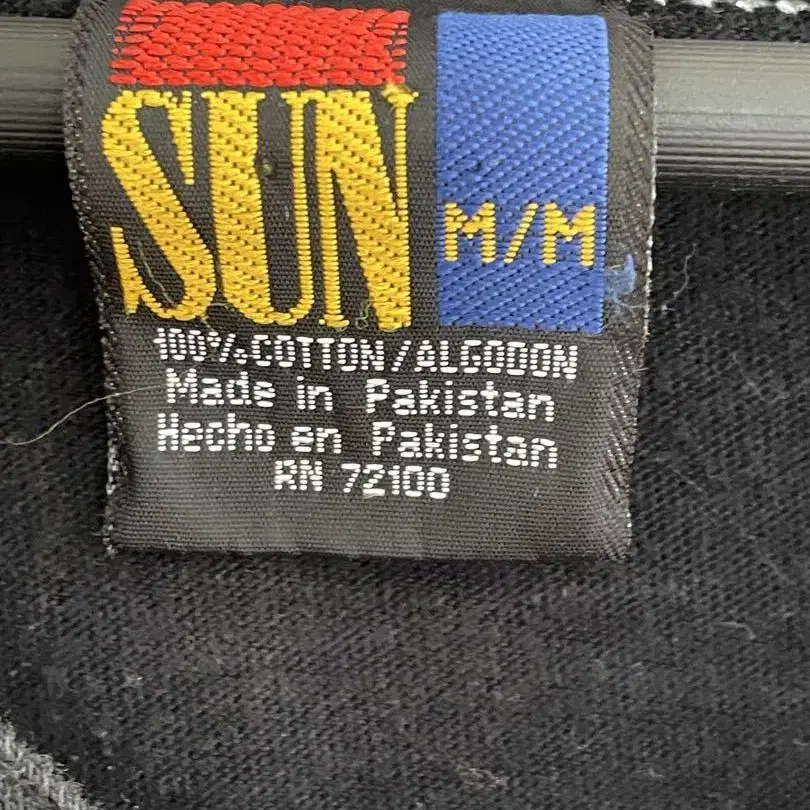 SUN
M/M
100% COTTON/ALGODON
Made in Pakistan
Hecho en Pakistan
RN 72100